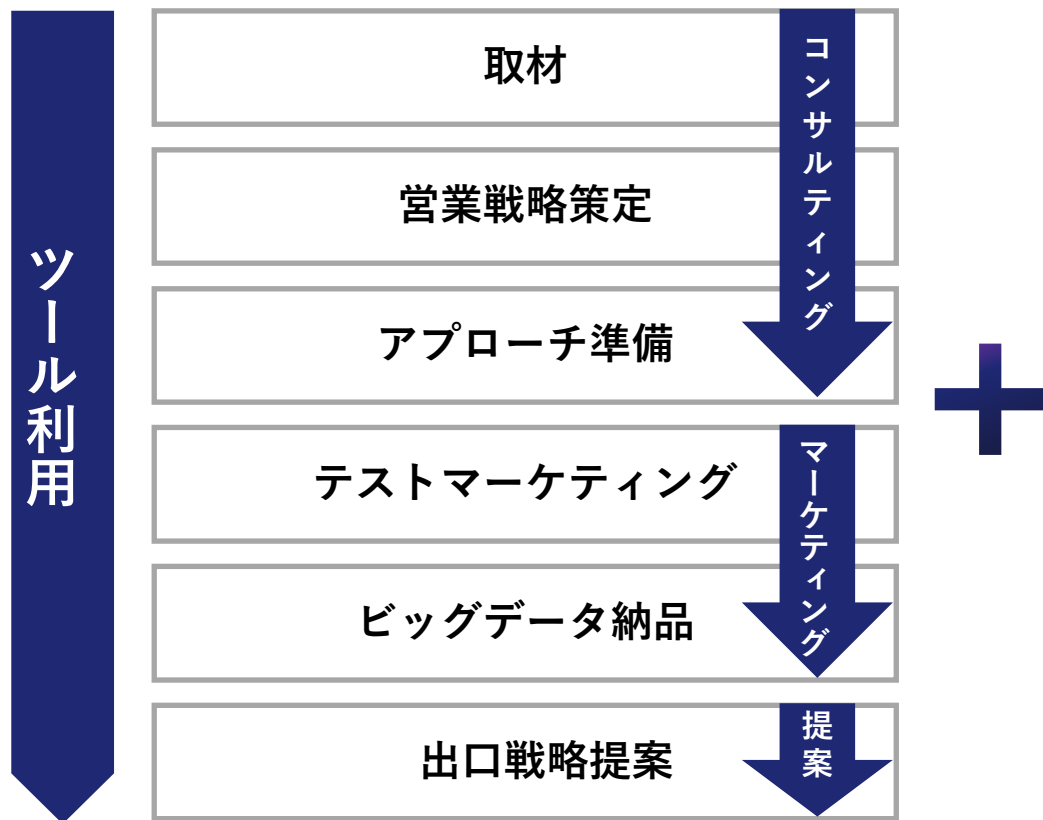 ツール利用
取材
営業戦略策定
アプローチ準備
コンサルティング
テストマーケティング
ビッグデータ納品
マーケティング
出口戦略提案
提案